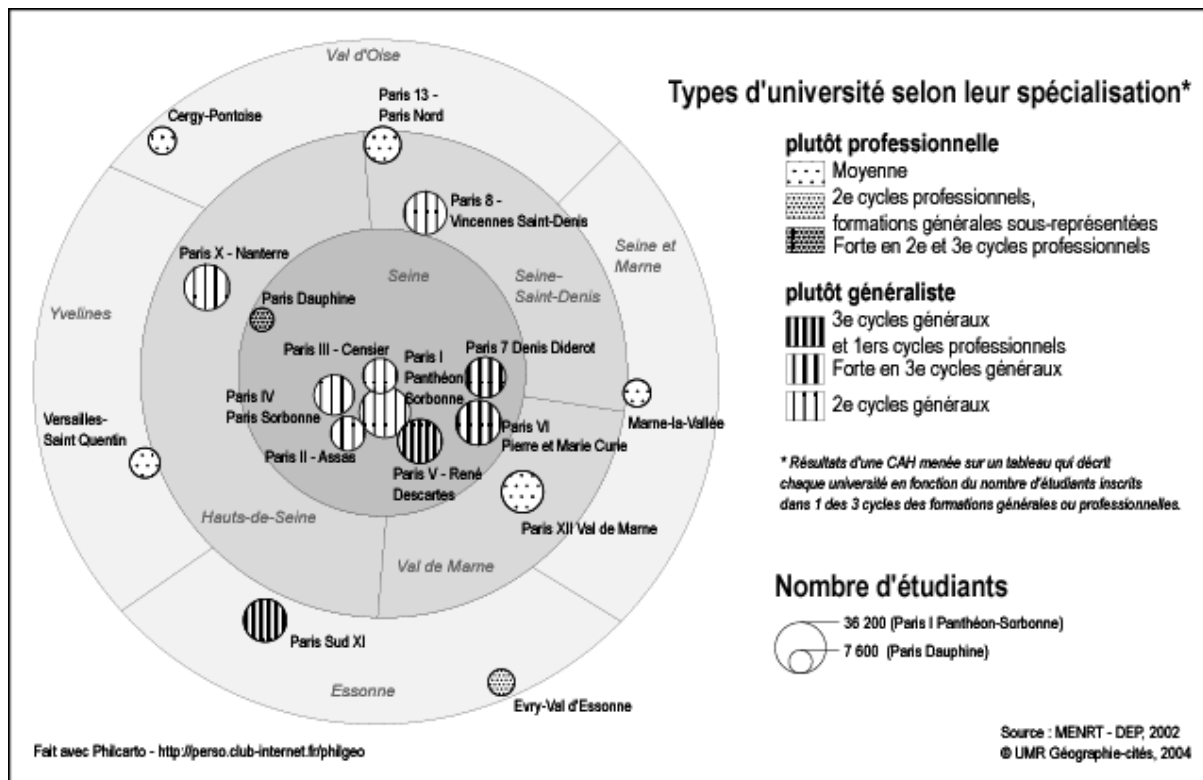 Val d'Oise
Cergy-Pontoise
Paris 13 -
Paris Nord
Paris 8 -
Vincennes Saint-Denis
Seine et
Marne
Paris X - Nanterre
Seine
Seine-
Saint-Denis
Yvelines
Paris Dauphine
Paris III - Censier
Paris I
Panthéon
Sorbonne
Paris 7 Denis Diderot
Paris IV
Paris Sorbonne
Marne-la-Vallée
Versailles-
Saint Quentin
Paris II - Assas
Paris VI
Pierre et Marie Curie
Paris V - René
Descartes
Hauts-de-Seine
Paris XII Val de Marne
Val de Marne
Paris Sud XI
Essonne
Evry-Val d'Essonne
Fait avec Philcarto - http://perso.club-internet.fr/philgeo
Types d'université selon leur spécialisation*
plutôt professionnelle
Moyenne
2e cycles professionnels,
formations générales sous-représentées
Forte en 2e et 3e cycles professionnels
plutôt généraliste
3e cycles généraux
et 1ers cycles professionnels
Forte en 3e cycles généraux
2e cycles généraux
* Résultats d'une CAH menée sur un tableau qui décrit
chaque université en fonction du nombre d'étudiants inscrits
dans 1 des 3 cycles des formations générales ou professionnelles.
Nombre d'étudiants
36 200 (Paris I Panthéon-Sorbonne)
7 600 (Paris Dauphine)
Source : MENRT - DEP, 2002
© UMR Géographie-cités, 2004